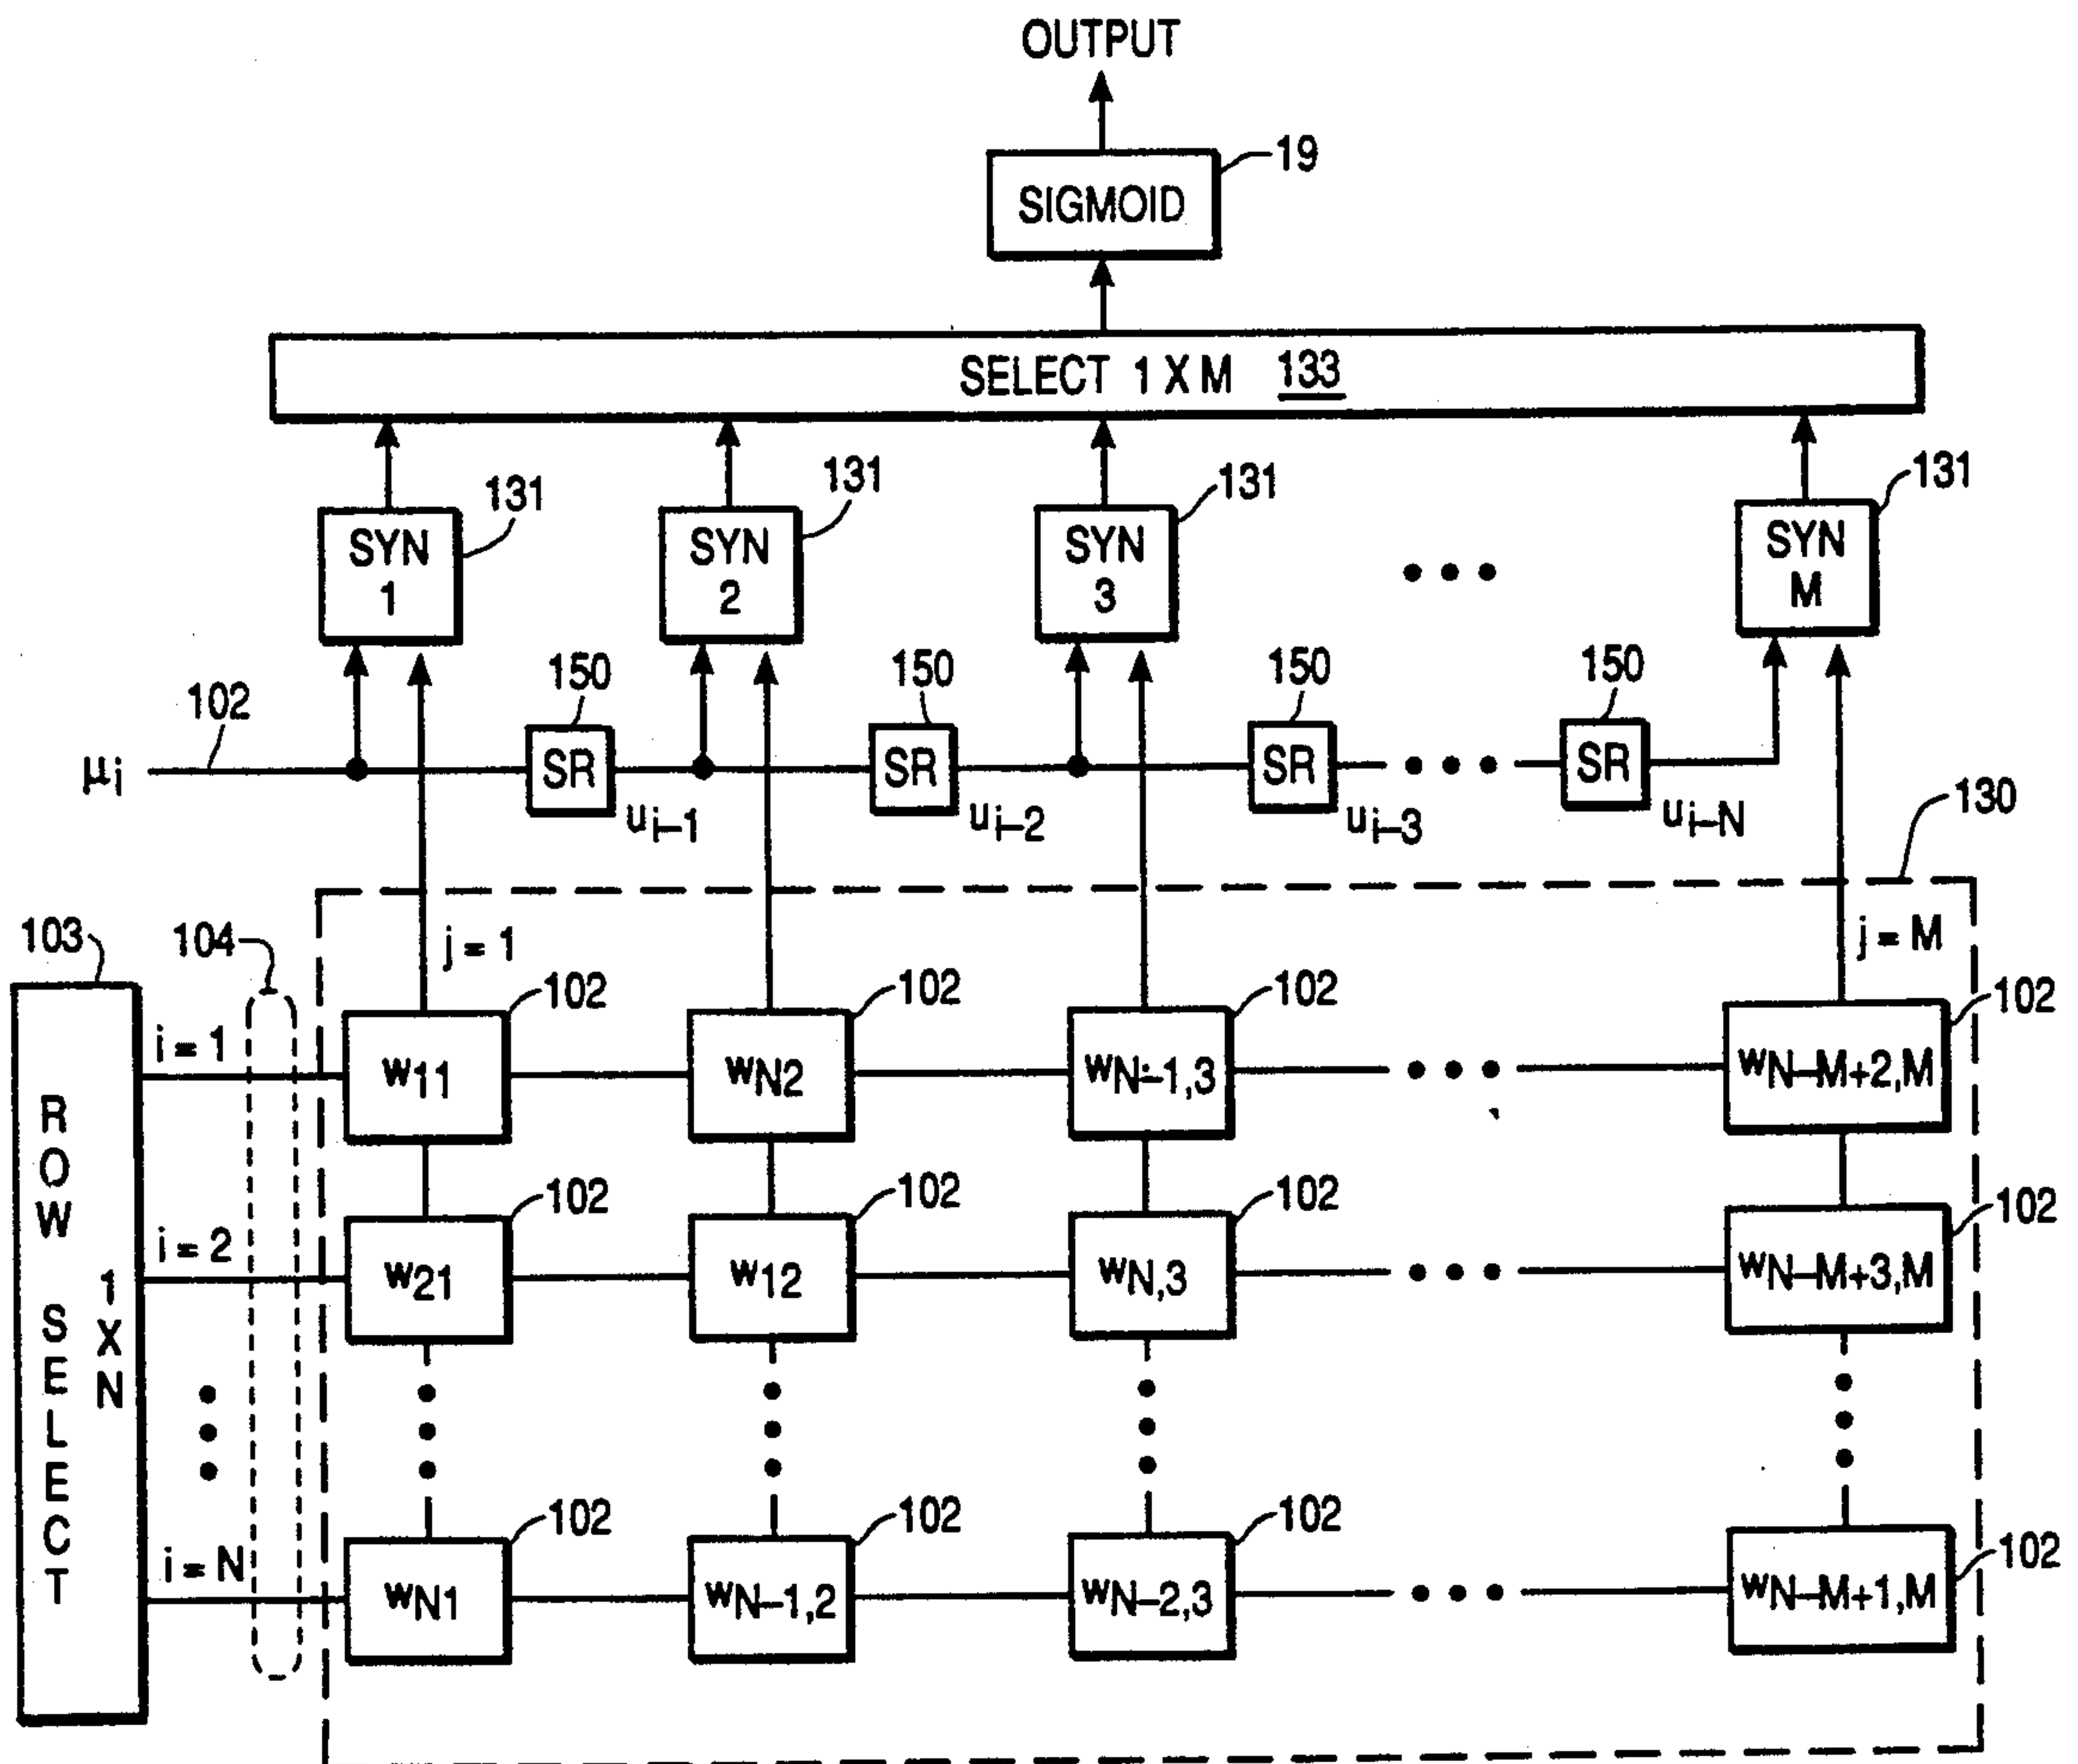 OUTPUT
SIGMOID
19
SELECT 1 X M 133
131
131
131
131
SYN 1
SYN 2
SYN 3
SYN M
150
150
150
150
102
μi
SR
SR
SR
SR
ui–1
ui–2
ui–3
ui–N
130
103
104
j = 1
j = M
ROW SELECT 1XN
i = 1
102
102
102
102
w11
wN2
wN–1,3
wN–M+2,M
i = 2
102
102
102
102
w21
w12
wN,3
wN–M+3,M
i = N
102
102
102
102
wN1
wN–1,2
wN–2,3
wN–M+1,M